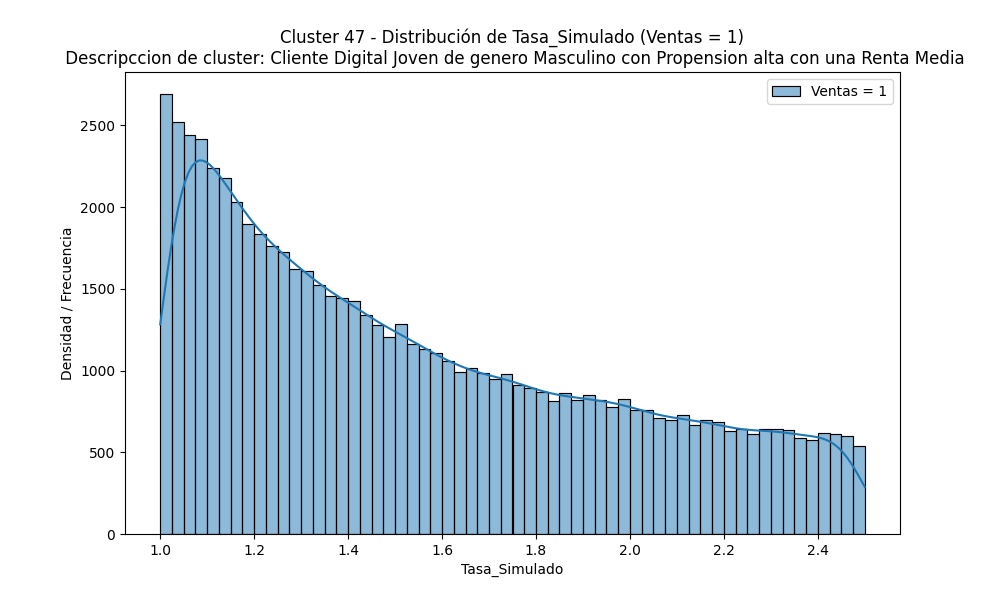 Cluster 47 - Distribución de Tasa_Simulado (Ventas = 1)
Descripccion de cluster: Cliente Digital Joven de genero Masculino con Propension alta con una Renta Media
Ventas = 1
Densidad / Frecuencia
2500
2000
1500
1000
500
0
1.0 1.2 1.4 1.6 1.8 2.0 2.2 2.4
Tasa_Simulado